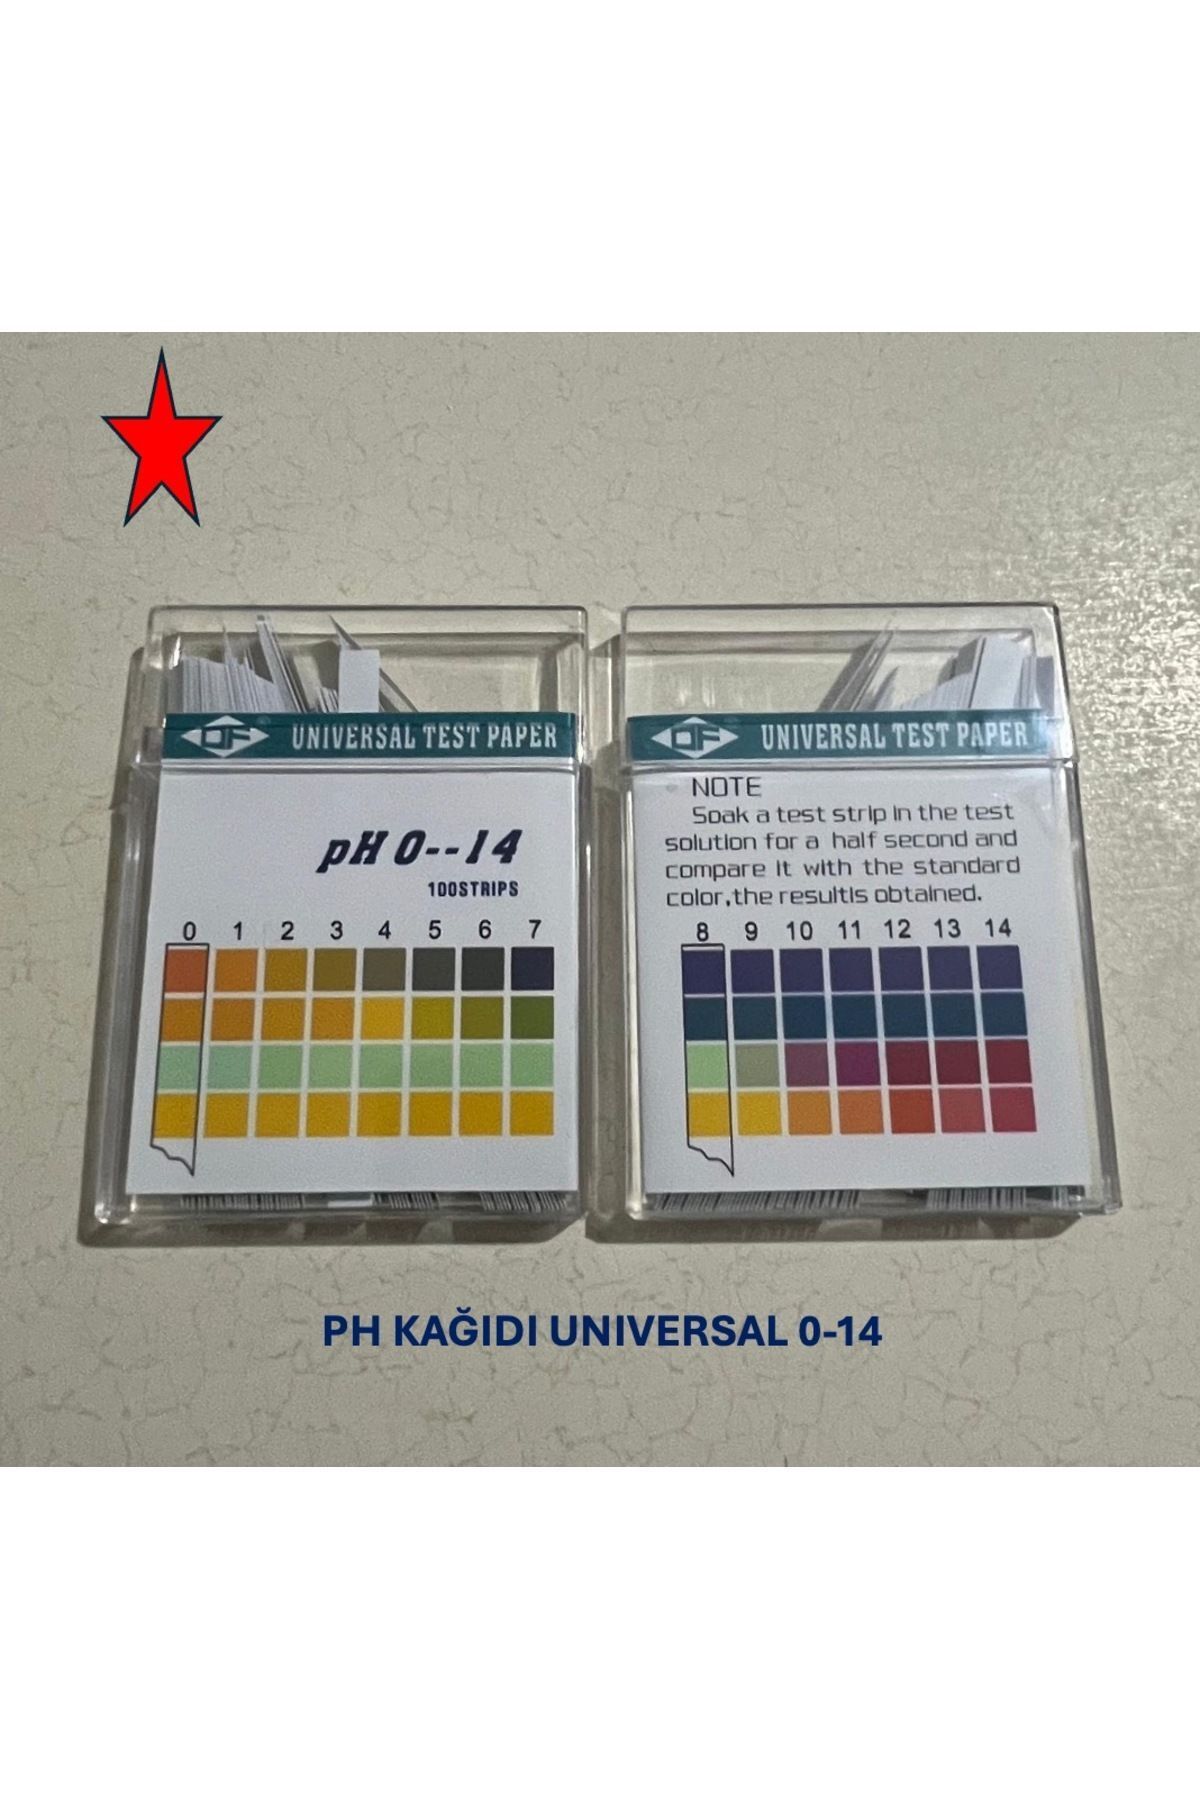 DF® UNIVERSAL TEST PAPER
pH 0--14
100STRIPS
0 1 2 3 4 5 6 7
DF® UNIVERSAL TEST PAPER
NOTE
Soak a test strip in the test
solution for a half second and
compare it with the standard
color,the resultis obtained.
8 9 10 11 12 13 14
PH KAĞIDI UNIVERSAL 0-14